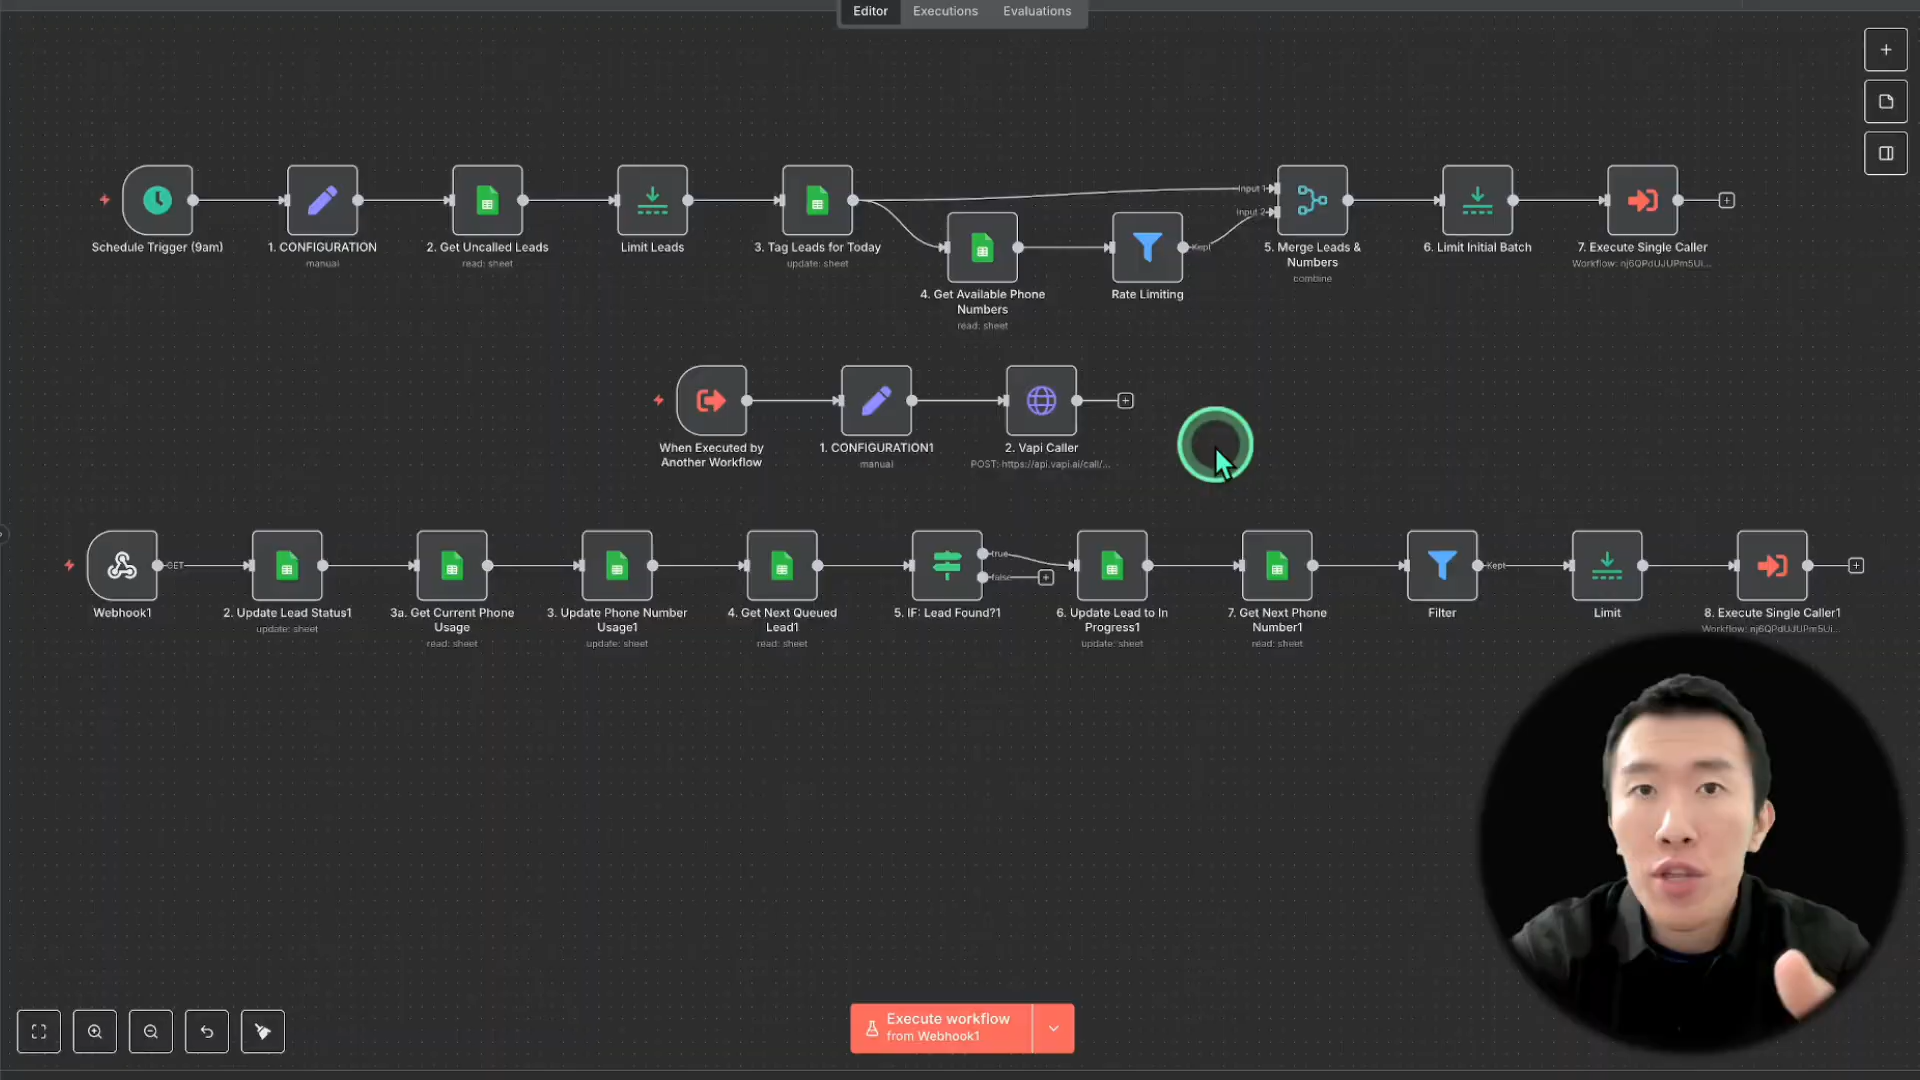 Editor Executions Evaluations
Input 1
Input 2
Kept
Schedule Trigger (9am)
1. CONFIGURATION
manual
2. Get Uncalled Leads
read: sheet
Limit Leads
3. Tag Leads for Today
update: sheet
4. Get Available Phone
Numbers
read: sheet
Rate Limiting
5. Merge Leads &
Numbers
combine
6. Limit Initial Batch
7. Execute Single Caller
Workflow: nj6QPdUJUPm5Ui...
When Executed by
Another Workflow
1. CONFIGURATION1
manual
2. Vapi Caller
POST: https://api.vapi.ai/call/...
GET
true
false
Kept
Webhook1
2. Update Lead Status1
update: sheet
3a. Get Current Phone
Usage
read: sheet
3. Update Phone Number
Usage1
update: sheet
4. Get Next Queued
Lead1
read: sheet
5. IF: Lead Found?1
6. Update Lead to In
Progress1
update: sheet
7. Get Next Phone
Number1
read: sheet
Filter
Limit
8. Execute Single Caller1
Workflow: nj6QPdUJUPm5Ui...
Execute workflow
from Webhook1